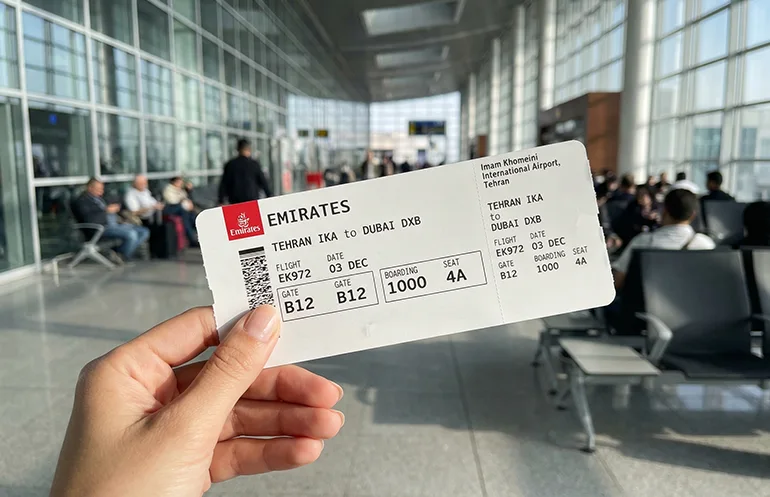 Emirates
EMIRATES
TEHRAN IKA to DUBAI DXB
FLIGHT DATE
EK972 03 DEC
GATE GATE
B12 B12
BOARDING SEAT
1000 4A
Imam Khomeini
International Airport,
Tehran
TEHRAN IKA
to
DUBAI DXB
FLIGHT DATE
EK972 03 DEC
GATE BOARDING SEAT
B12 1000 4A